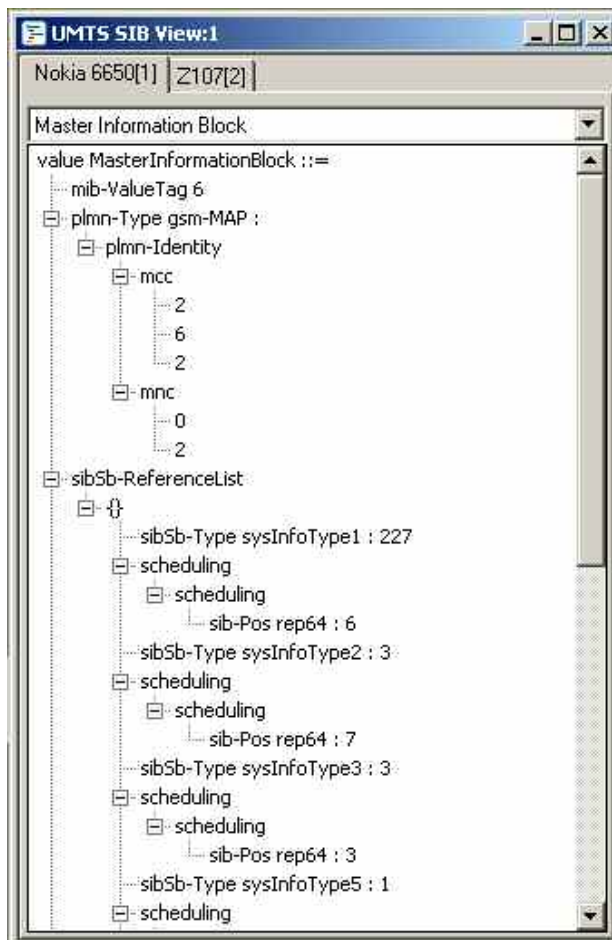 UMTS SIB View:1
Nokia 6650[1] Z107[2]
Master Information Block
value MasterInformationBlock ::=
mib-ValueTag 6
plmn-Type gsm-MAP :
plmn-Identity
mcc
2
6
2
mnc
0
2
sibSb-ReferenceList
{}
sibSb-Type sysInfoType1 : 227
scheduling
scheduling
sib-Pos rep64 : 6
sibSb-Type sysInfoType2 : 3
scheduling
scheduling
sib-Pos rep64 : 7
sibSb-Type sysInfoType3 : 3
scheduling
scheduling
sib-Pos rep64 : 3
sibSb-Type sysInfoType5 : 1
scheduling